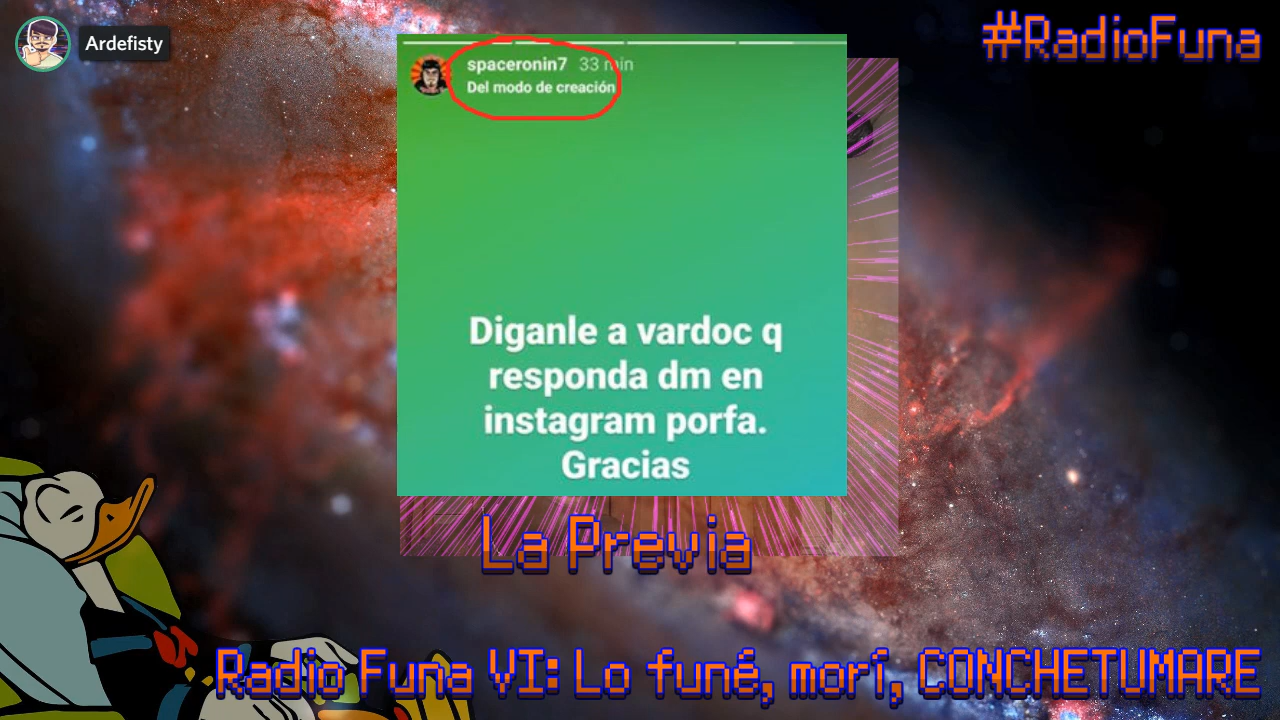 Ardefisty
#RadioFuna
spaceronin7 33 min
Del modo de creación
Diganle a vardoc q
responda dm en
instagram porfa.
Gracias
La Previa
Radio Funa VI: Lo funé, morí, CONCHETUMARE